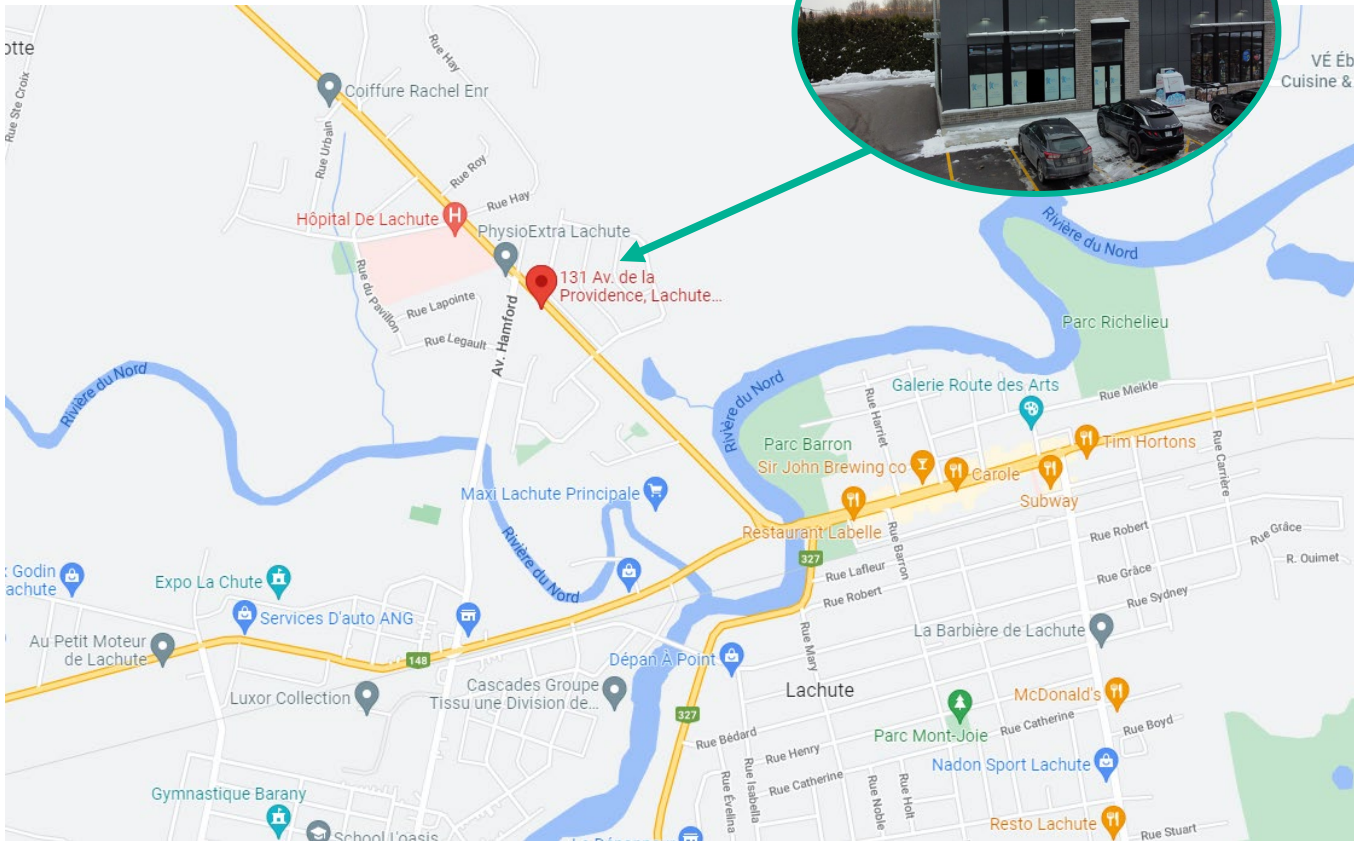 otte
Rue Ste Croix
Rue Hay
VÉ Éb
Cuisine &
Coiffure Rachel Enr
Rue Urbain
Rue Roy
Rue Hay
Hôpital De Lachute
H
PhysioExtra Lachute
131 Av. de la
Providence, Lachute...
Rue du Pavillon
Rue Lapointe
Rue Legault
Av. Hamford
Rivière du Nord
Parc Richelieu
Rivière du Nord
Rivière du Nord
Galerie Route des Arts
Rue Meikle
Rue Harriet
Parc Barron
Tim Hortons
Sir John Brewing co
Carole
Subway
Rue Carrière
Maxi Lachute Principale
Restaurant Labelle
Rue Barron
Rue Robert
Rue Grâce
R. Ouimet
Rivière du Nord
327
Rue Lafleur
Rue Robert
Rue Grâce
Rue Sydney
x Godin
achute
Expo La Chute
Services D'auto ANG
Au Petit Moteur
de Lachute
148
La Barbière de Lachute
Rue Mary
Dépan À Point
Luxor Collection
Cascades Groupe
Tissu une Division de...
Lachute
McDonald's
327
Rue Bédard
Parc Mont-Joie
Rue Catherine
Rue Boyd
Rue Henry
Nadon Sport Lachute
Rue Catherine
Rue Évelina
Rue Isabella
Rue Noble
Rue Holt
Gymnastique Barany
School L'oasis
Resto Lachute
Rue Stuart